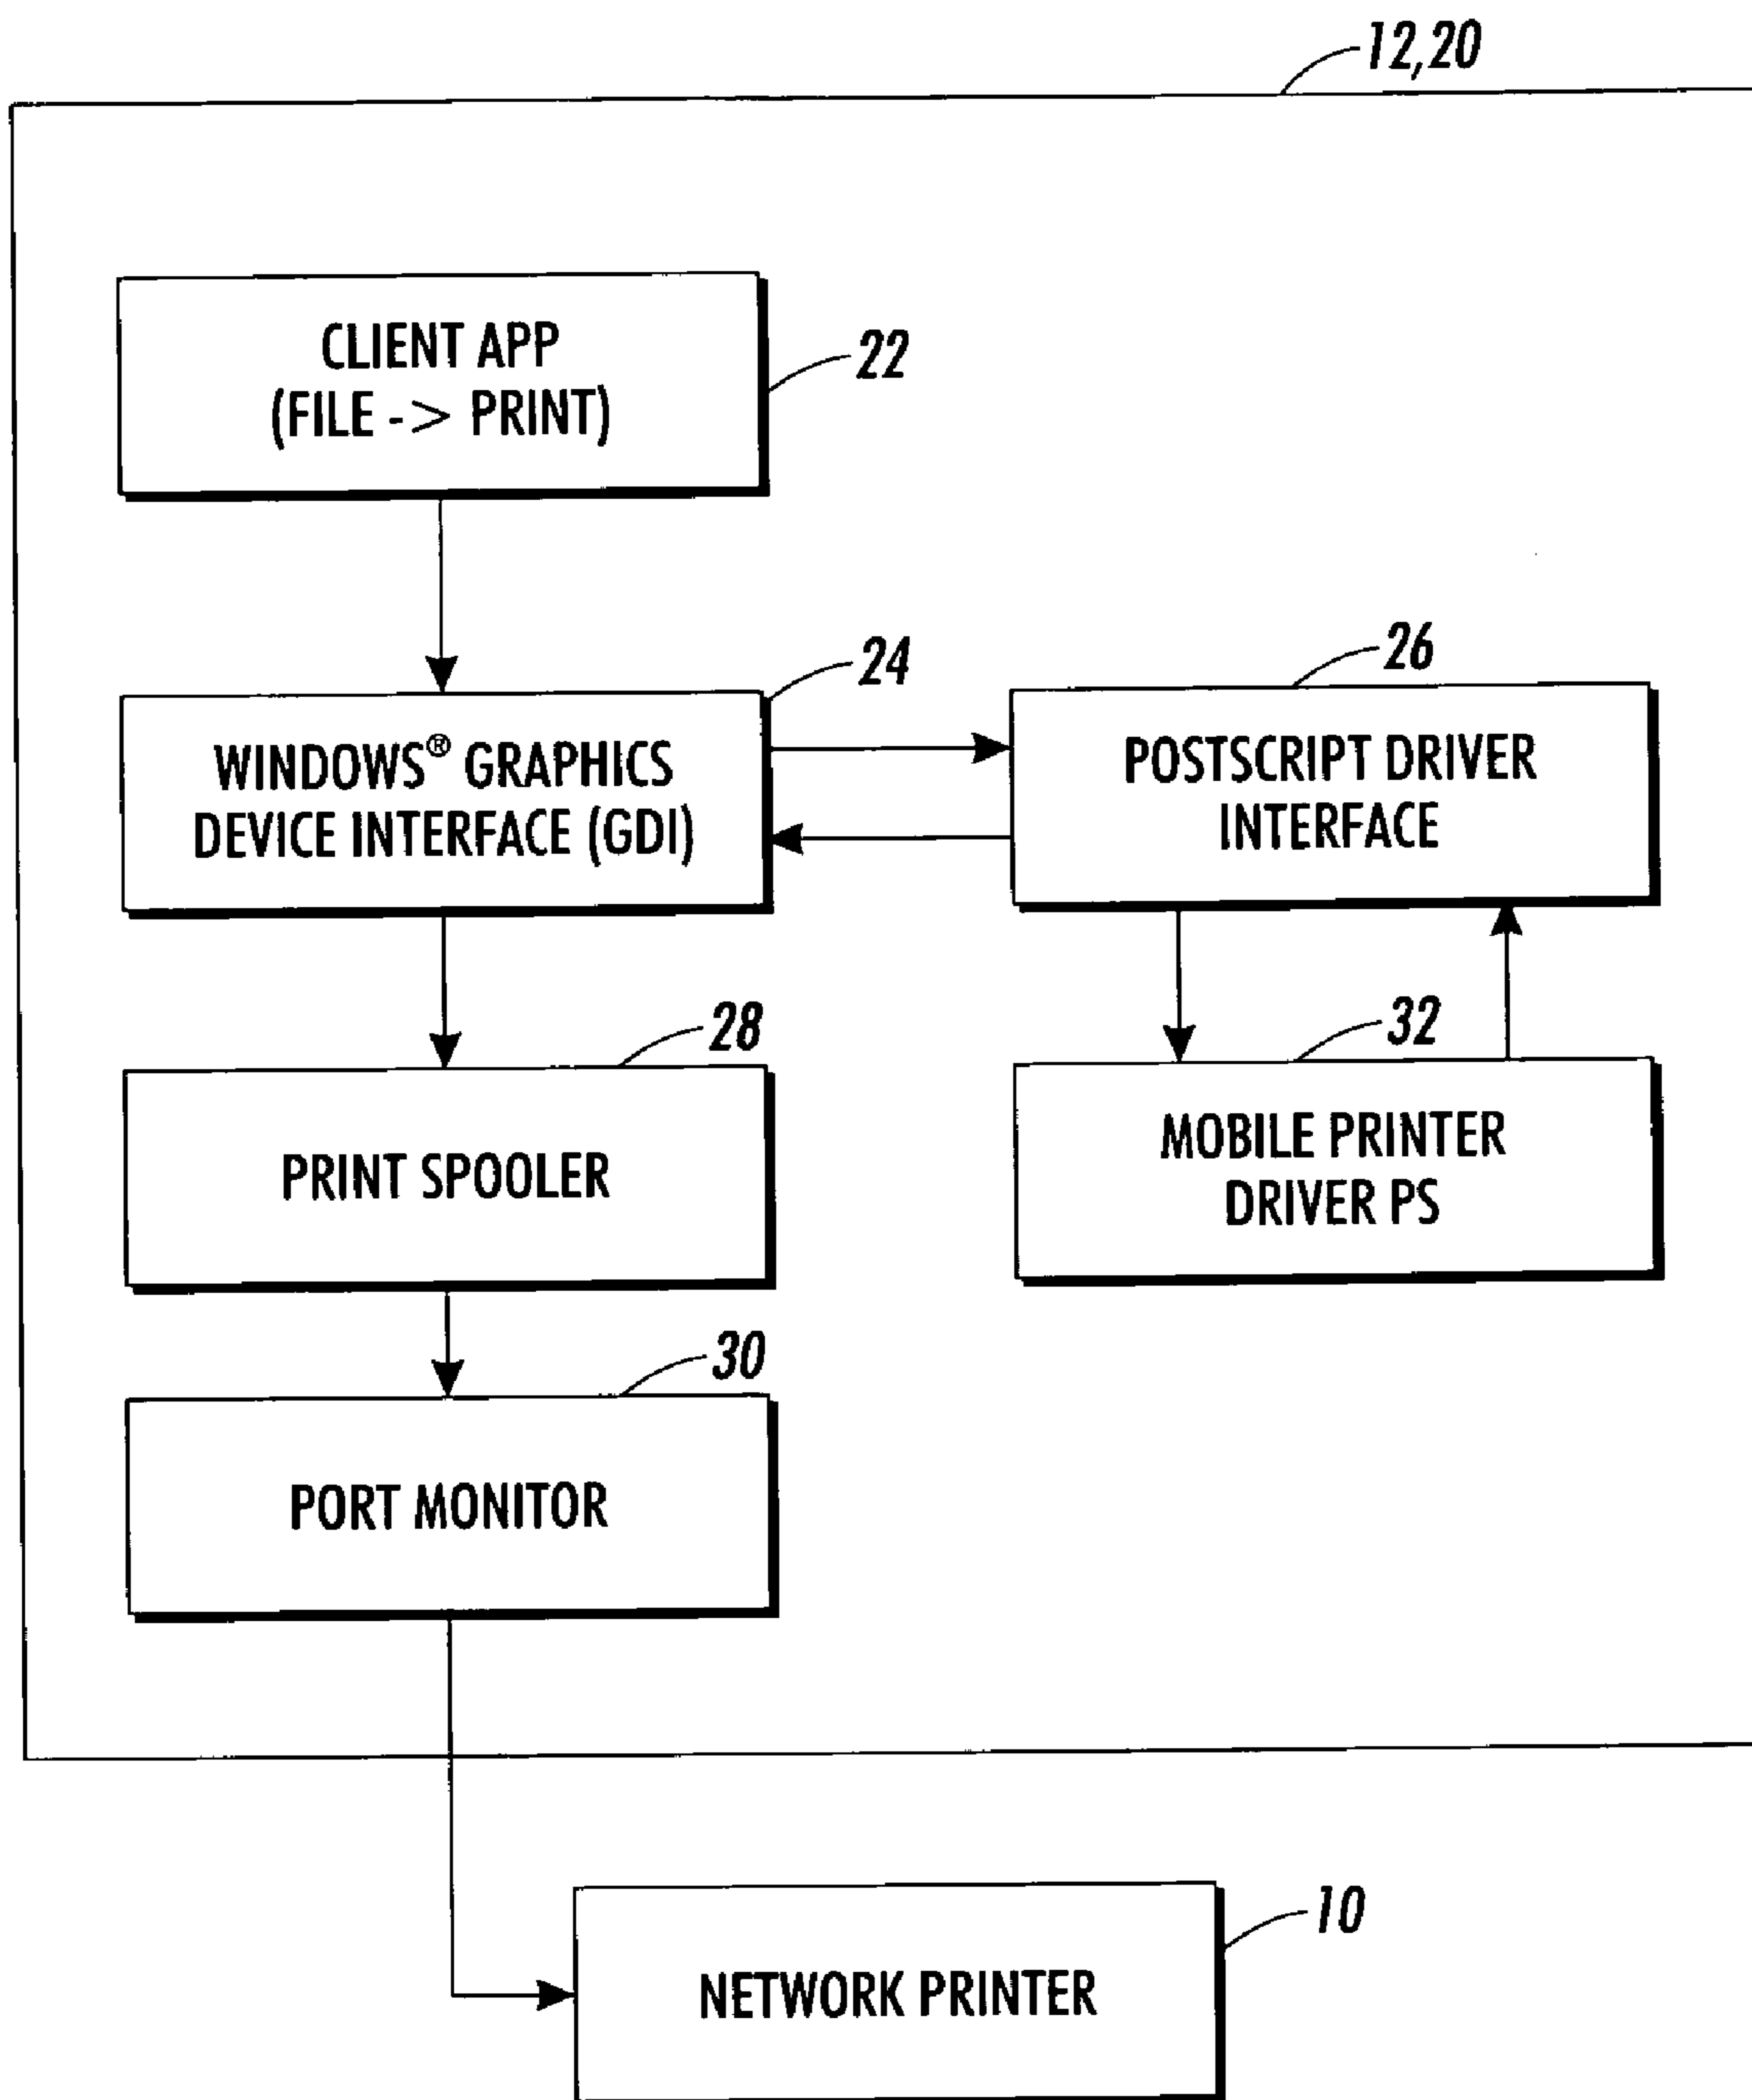 12,20
CLIENT APP
(FILE -> PRINT)
22
24
26
WINDOWS® GRAPHICS
DEVICE INTERFACE (GDI)
POSTSCRIPT DRIVER
INTERFACE
28
32
PRINT SPOOLER
MOBILE PRINTER
DRIVER PS
30
PORT MONITOR
10
NETWORK PRINTER